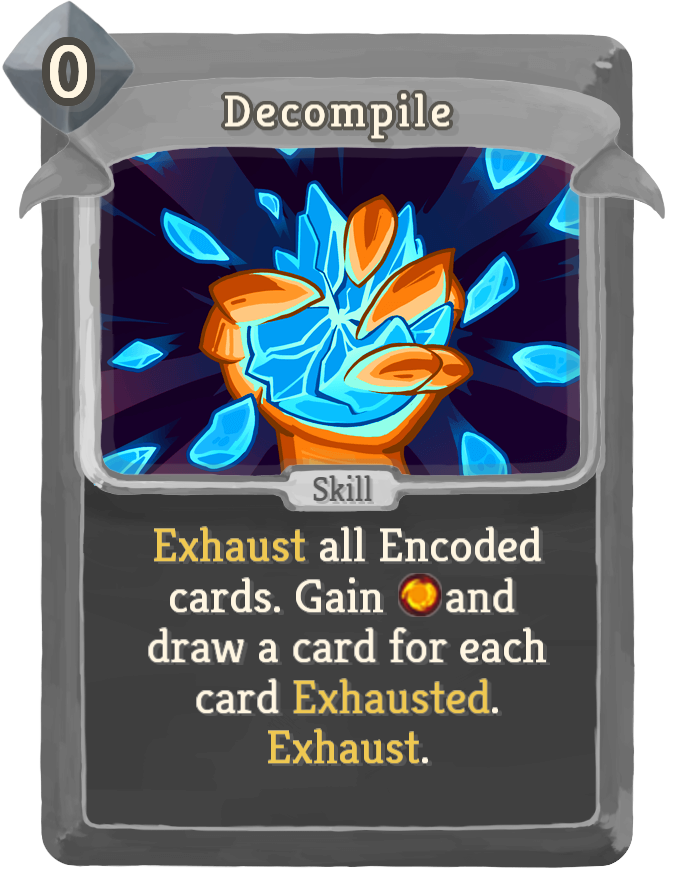 0
Decompile
Skill
Exhaust all Encoded
cards. Gain and
draw a card for each
card Exhausted.
Exhaust.